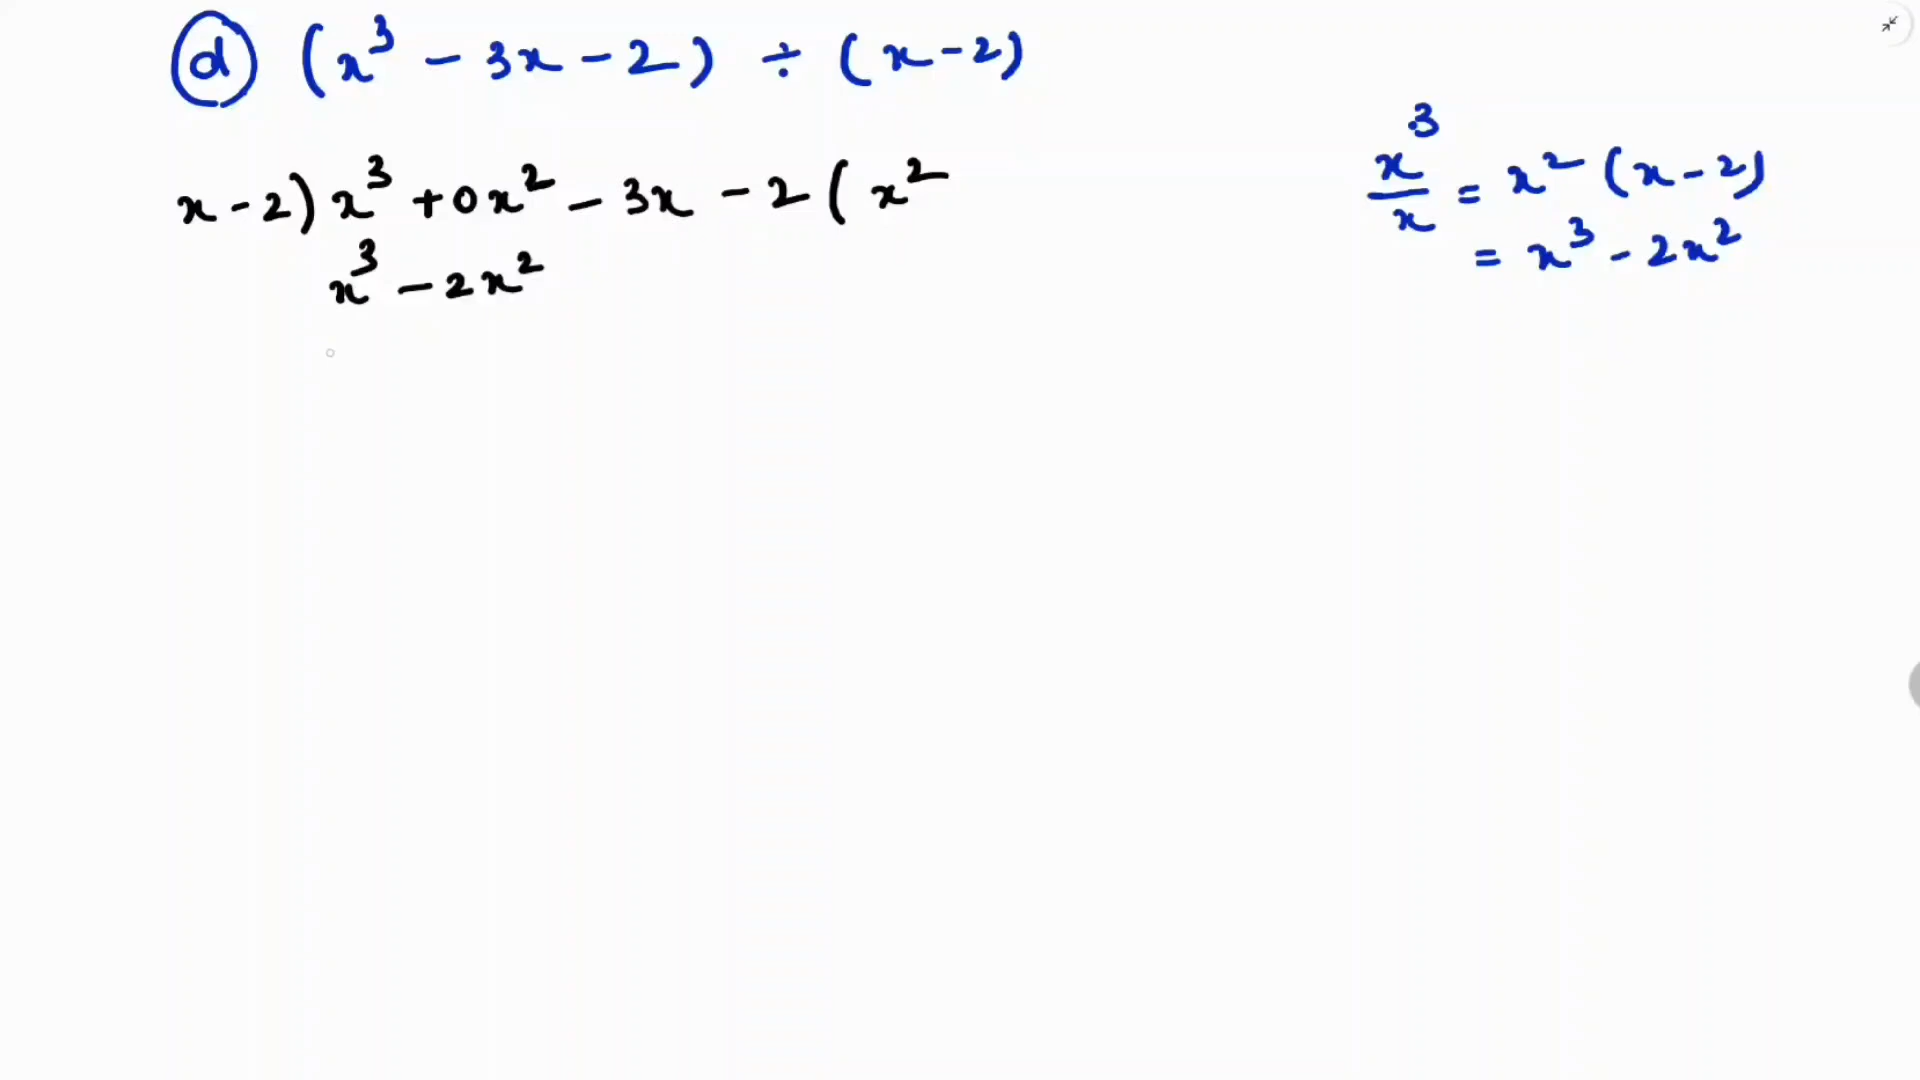 d (x³ - 3x - 2) ÷ (x - 2)
x - 2) x³ + 0x² - 3x - 2 ( x²
x³ - 2x²
x³/x = x² (x - 2)
= x³ - 2x²